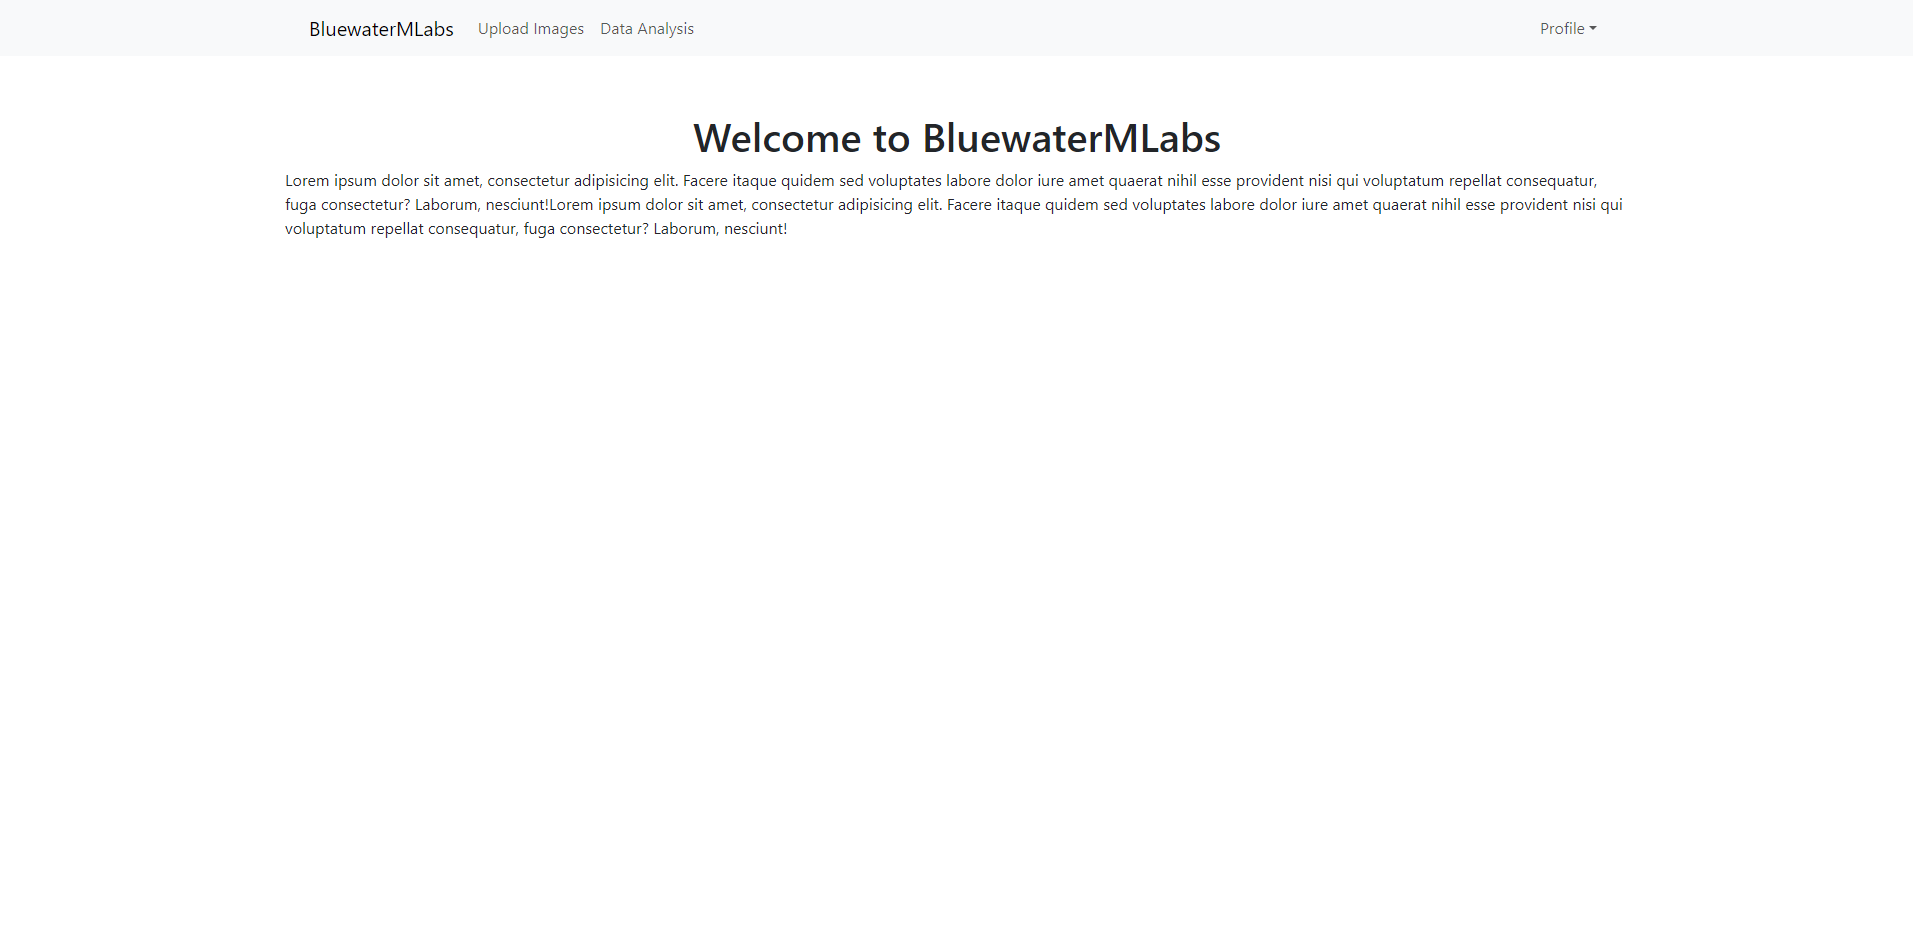 BluewaterMLabs Upload Images Data Analysis Profile
Welcome to BluewaterMLabs
Lorem ipsum dolor sit amet, consectetur adipisicing elit. Facere itaque quidem sed voluptates labore dolor iure amet quaerat nihil esse provident nisi qui voluptatum repellat consequatur,
fuga consectetur? Laborum, nesciunt!Lorem ipsum dolor sit amet, consectetur adipisicing elit. Facere itaque quidem sed voluptates labore dolor iure amet quaerat nihil esse provident nisi qui
voluptatum repellat consequatur, fuga consectetur? Laborum, nesciunt!